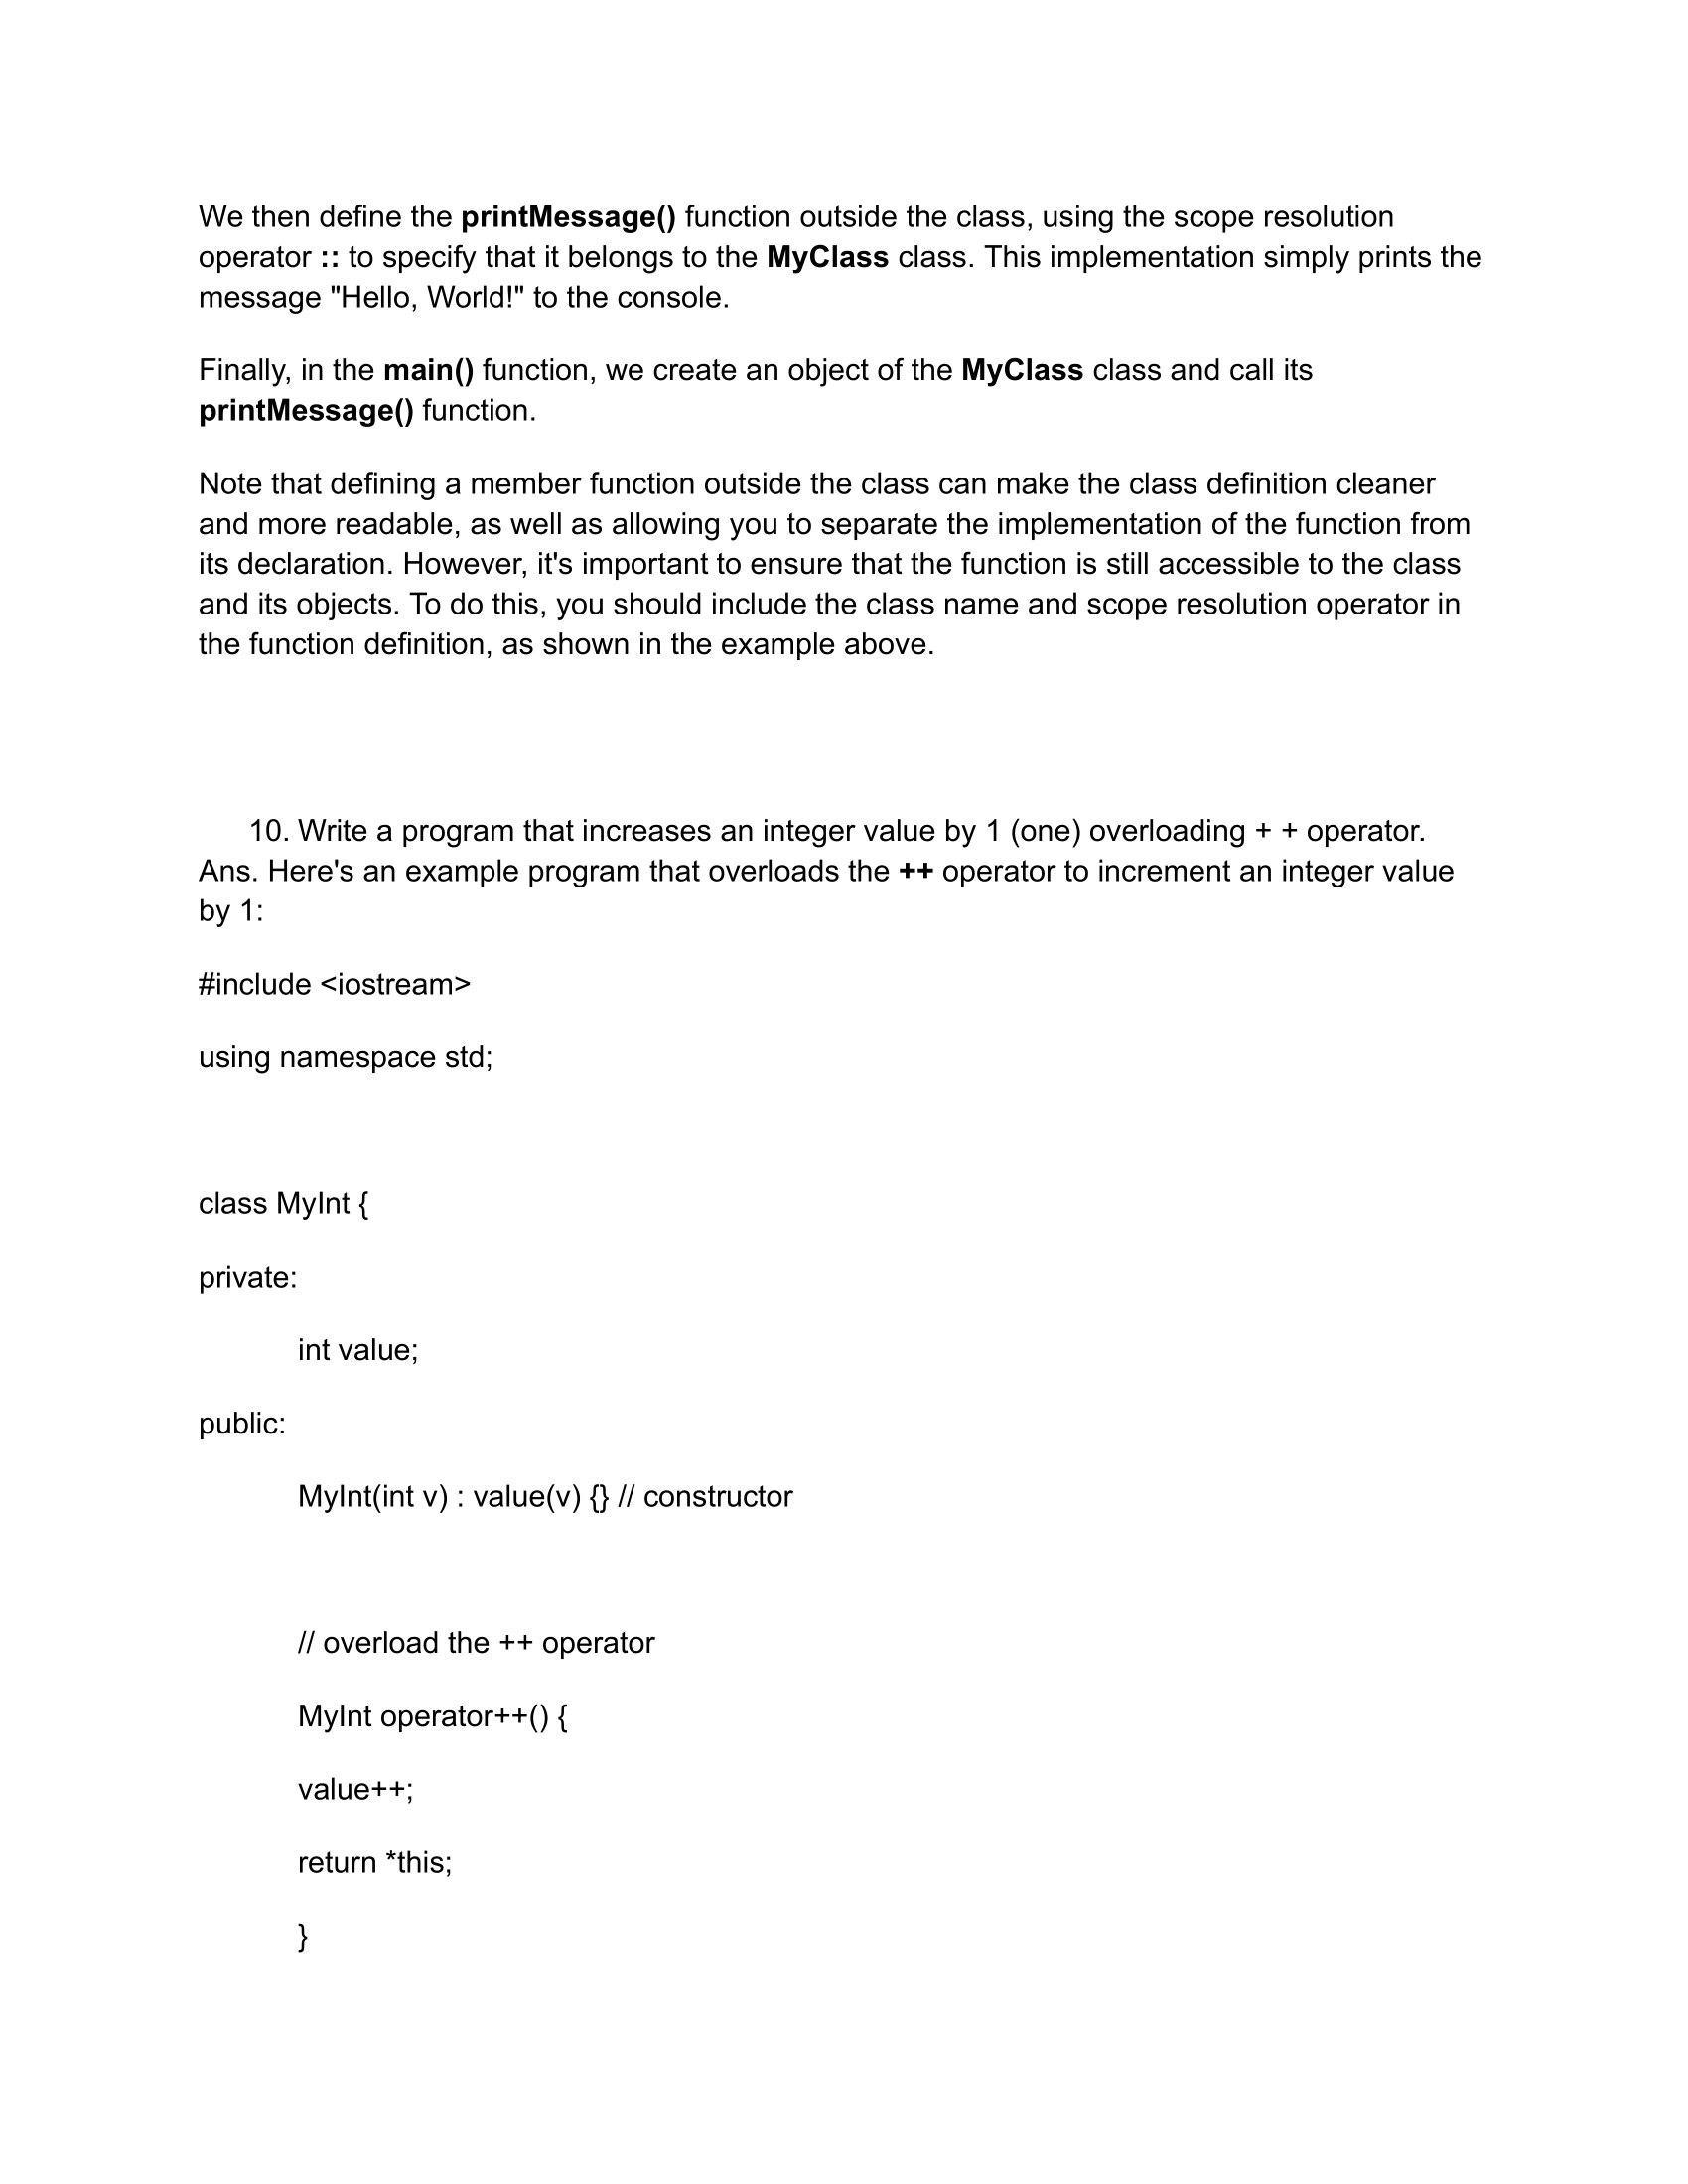 We then define the printMessage() function outside the class, using the scope resolution
operator :: to specify that it belongs to the MyClass class. This implementation simply prints the
message "Hello, World!" to the console.
Finally, in the main() function, we create an object of the MyClass class and call its
printMessage() function.
Note that defining a member function outside the class can make the class definition cleaner
and more readable, as well as allowing you to separate the implementation of the function from
its declaration. However, it's important to ensure that the function is still accessible to the class
and its objects. To do this, you should include the class name and scope resolution operator in
the function definition, as shown in the example above.
10. Write a program that increases an integer value by 1 (one) overloading + + operator.
Ans. Here's an example program that overloads the ++ operator to increment an integer value
by 1:
#include <iostream>
using namespace std;
class MyInt {
private:
int value;
public:
MyInt(int v) : value(v) {} // constructor
// overload the ++ operator
MyInt operator++() {
value++;
return *this;
}